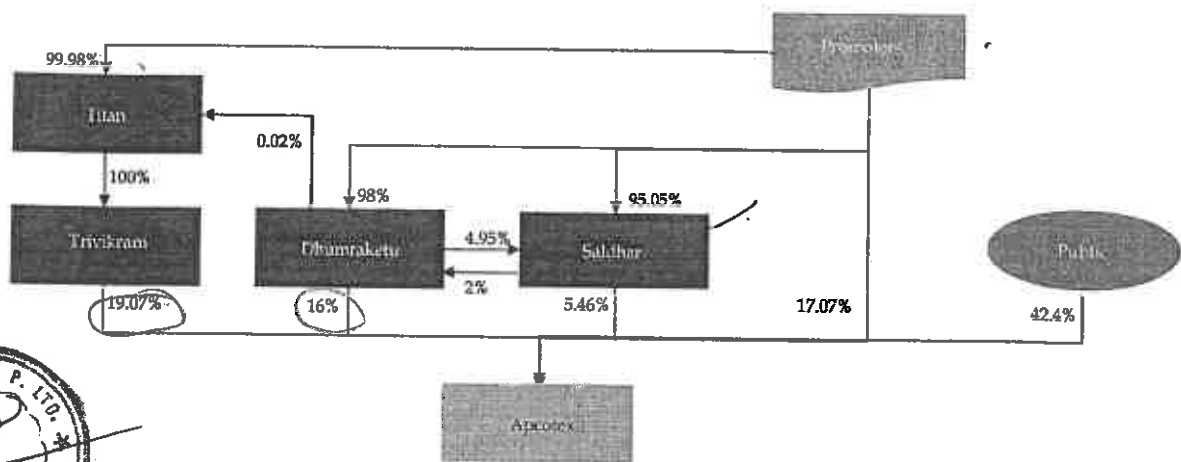 Promoters
99.98%
Titan
0.02%
100%
98%
95.05%
Trivikram
Dhumraketu
4.95%
Saldhar
2%
Public
19.07%
16%
5.46%
17.07%
42.4%
Apcotex
P. LTD. *